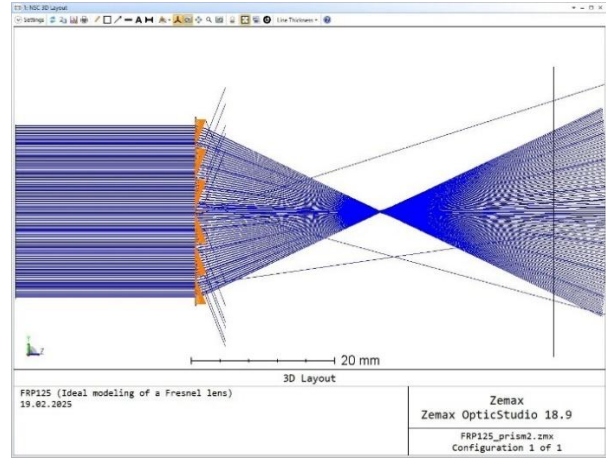 1: NSC 3D Layout
Settings
Line Thickness
20 mm
3D Layout
FRP125 (Ideal modeling of a Fresnel lens)
19.02.2025
Zemax
Zemax OpticStudio 18.9
FRP125_prism2.zmx
Configuration 1 of 1